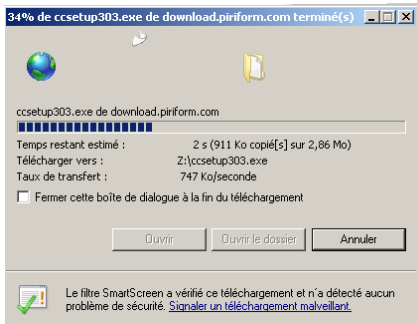 34% de ccsetup303.exe de download.piriform.com terminé(s)
ccsetup303.exe de download.piriform.com
Temps restant estimé : 2 s (911 Ko copié[s] sur 2,86 Mo)
Télécharger vers : Z:\ccsetup303.exe
Taux de transfert : 747 Ko/seconde
Fermer cette boîte de dialogue à la fin du téléchargement
Ouvrir Ouvrir le dossier Annuler
Le filtre SmartScreen a vérifié ce téléchargement et n'a détecté aucun
problème de sécurité. Signaler un téléchargement malveillant.